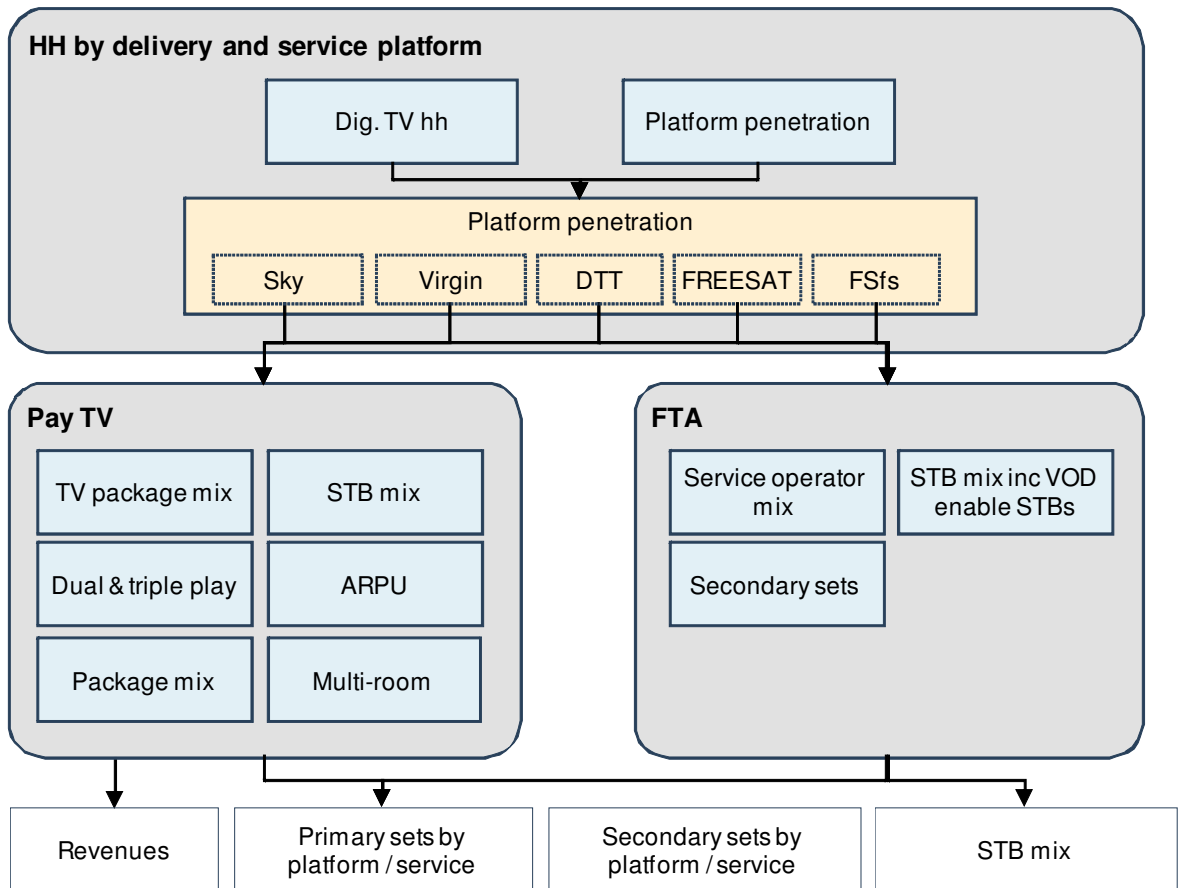 HH by delivery and service platform
Dig. TV hh
Platform penetration
Platform penetration
Sky
Virgin
DTT
FREESAT
FSfs
Pay TV
FTA
TV package mix
STB mix
Service operator
mix
STB mix inc VOD
enable STBs
Dual & triple play
ARPU
Secondary sets
Package mix
Multi-room
Revenues
Primary sets by
platform / service
Secondary sets by
platform / service
STB mix